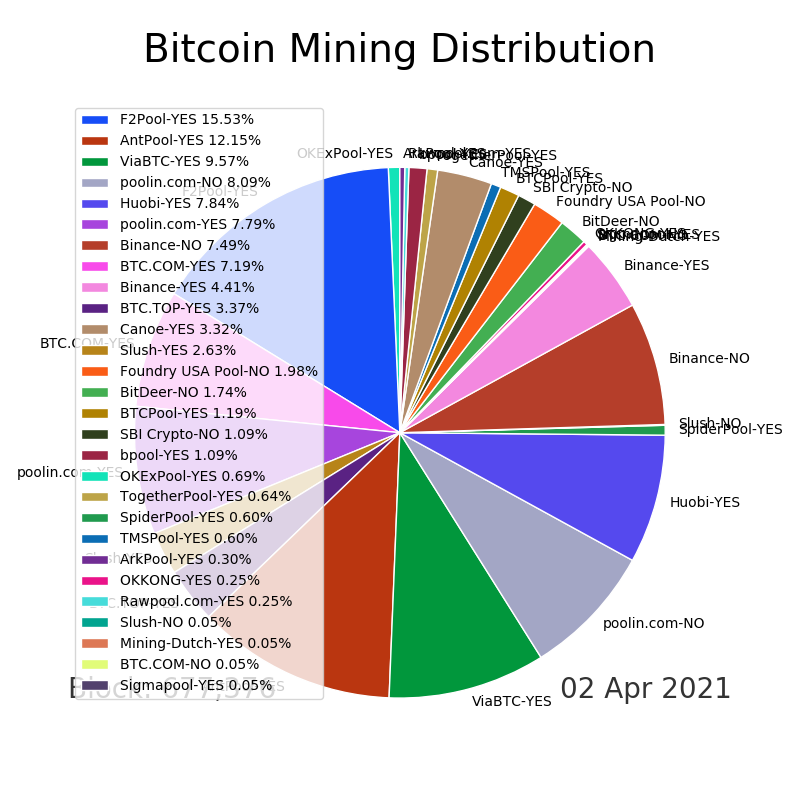 Bitcoin Mining Distribution
F2Pool-YES 15.53%
AntPool-YES 12.15%
ViaBTC-YES 9.57%
poolin.com-NO 8.09%
Huobi-YES 7.84%
poolin.com-YES 7.79%
Binance-NO 7.49%
BTC.COM-YES 7.19%
Binance-YES 4.41%
BTC.TOP-YES 3.37%
Canoe-YES 3.32%
Slush-YES 2.63%
Foundry USA Pool-NO 1.98%
BitDeer-NO 1.74%
BTCPool-YES 1.19%
SBI Crypto-NO 1.09%
bpool-YES 1.09%
OKExPool-YES 0.69%
TogetherPool-YES 0.64%
SpiderPool-YES 0.60%
TMSPool-YES 0.60%
ArkPool-YES 0.30%
OKKONG-YES 0.25%
Rawpool.com-YES 0.25%
Slush-NO 0.05%
Mining-Dutch-YES 0.05%
BTC.COM-NO 0.05%
Sigmapool-YES 0.05%
OKExPool-YES
F2Pool-YES
BTC.COM-YES
poolin.com-YES
Canoe-YES
TMSPool-YES
BTCPool-YES
SBI Crypto-NO
Foundry USA Pool-NO
BitDeer-NO
Mining-Dutch-YES
Binance-YES
Binance-NO
Slush-NO
SpiderPool-YES
Huobi-YES
poolin.com-NO
ViaBTC-YES
Block: 677,376
02 Apr 2021